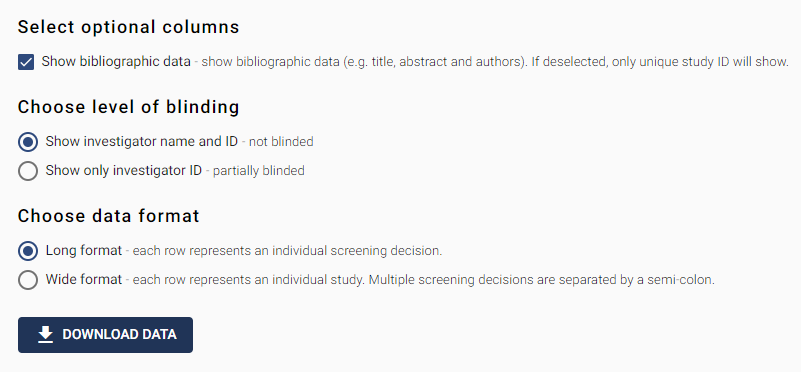 Select optional columns
Show bibliographic data - show bibliographic data (e.g. title, abstract and authors). If deselected, only unique study ID will show.
Choose level of blinding
Show investigator name and ID - not blinded
Show only investigator ID - partially blinded
Choose data format
Long format - each row represents an individual screening decision.
Wide format - each row represents an individual study. Multiple screening decisions are separated by a semi-colon.
DOWNLOAD DATA